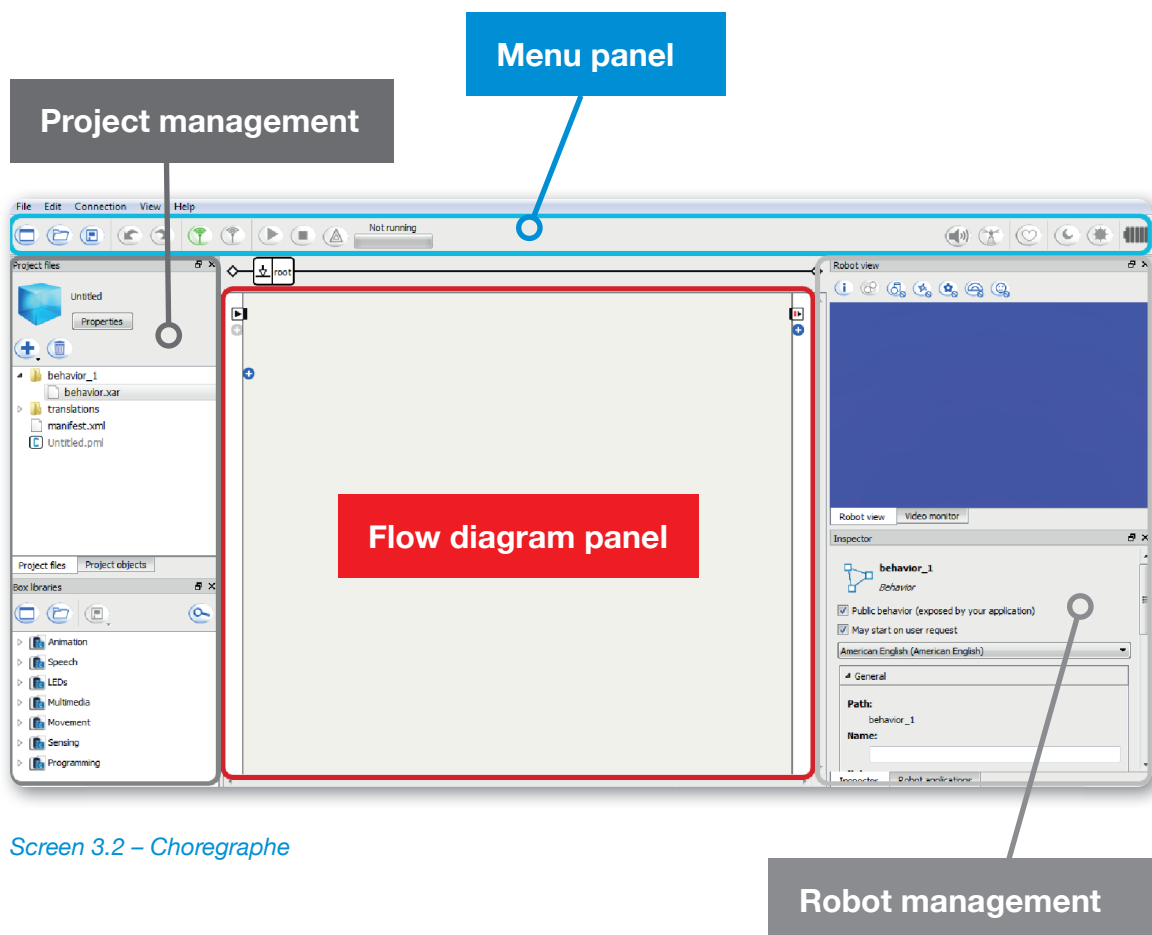 Menu panel
Project management
File Edit Connection View Help
Not running
Project files
Untitled
Properties
behavior_1
behavior.xar
translations
manifest.xml
Untitled.pml
Project files Project objects
Box libraries
Animation
Speech
LEDs
Multimedia
Movement
Sensing
Programming
root
Flow diagram panel
Robot view
Robot view Video monitor
Inspector
behavior_1
Behavior
Public behavior (exposed by your application)
May start on user request
American English (American English)
General
Path:
behavior_1
Name:
Inspector Robot applications
Screen 3.2 – Choregraphe
Robot management